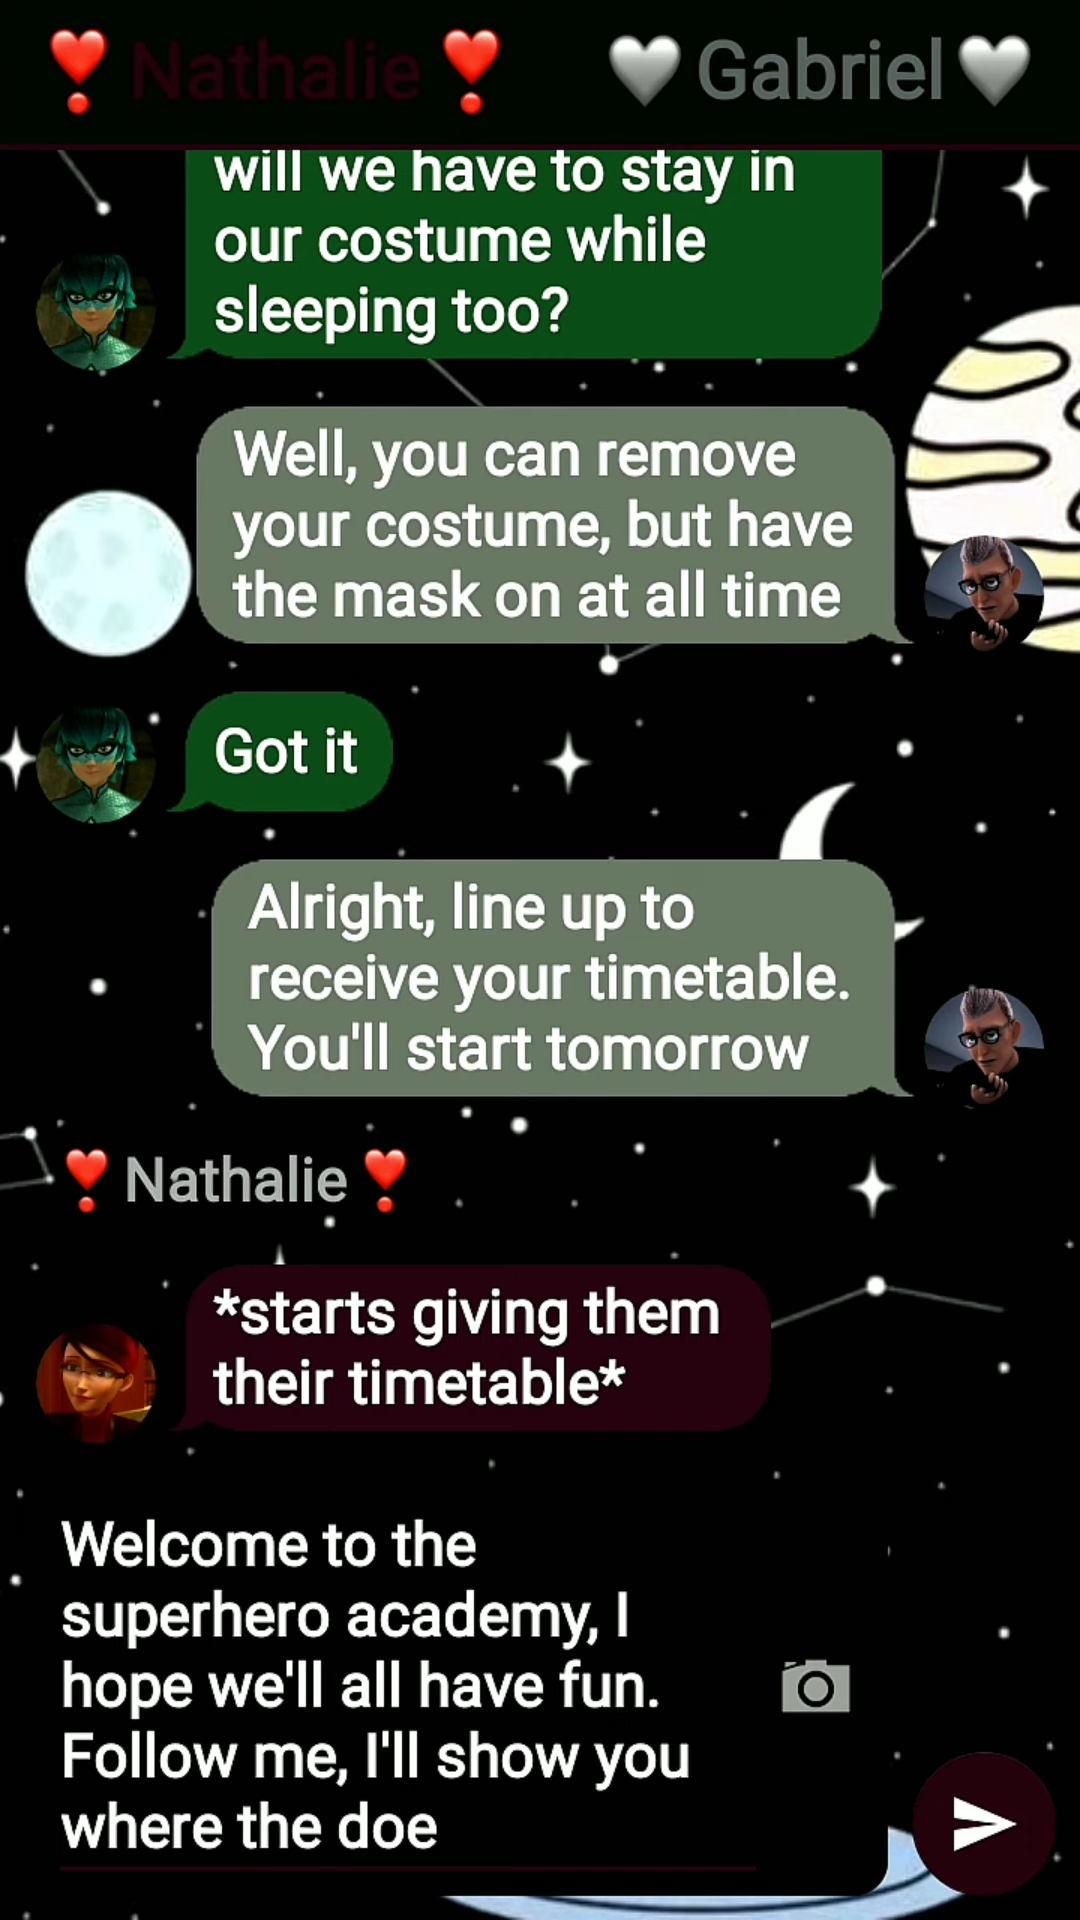 ❣️Nathalie❣️ 🤍Gabriel🤍
will we have to stay in
our costume while
sleeping too?
Well, you can remove
your costume, but have
the mask on at all time
Got it
Alright, line up to
receive your timetable.
You'll start tomorrow
❣️Nathalie❣️
*starts giving them
their timetable*
Welcome to the
superhero academy, I
hope we'll all have fun.
Follow me, I'll show you
where the doe